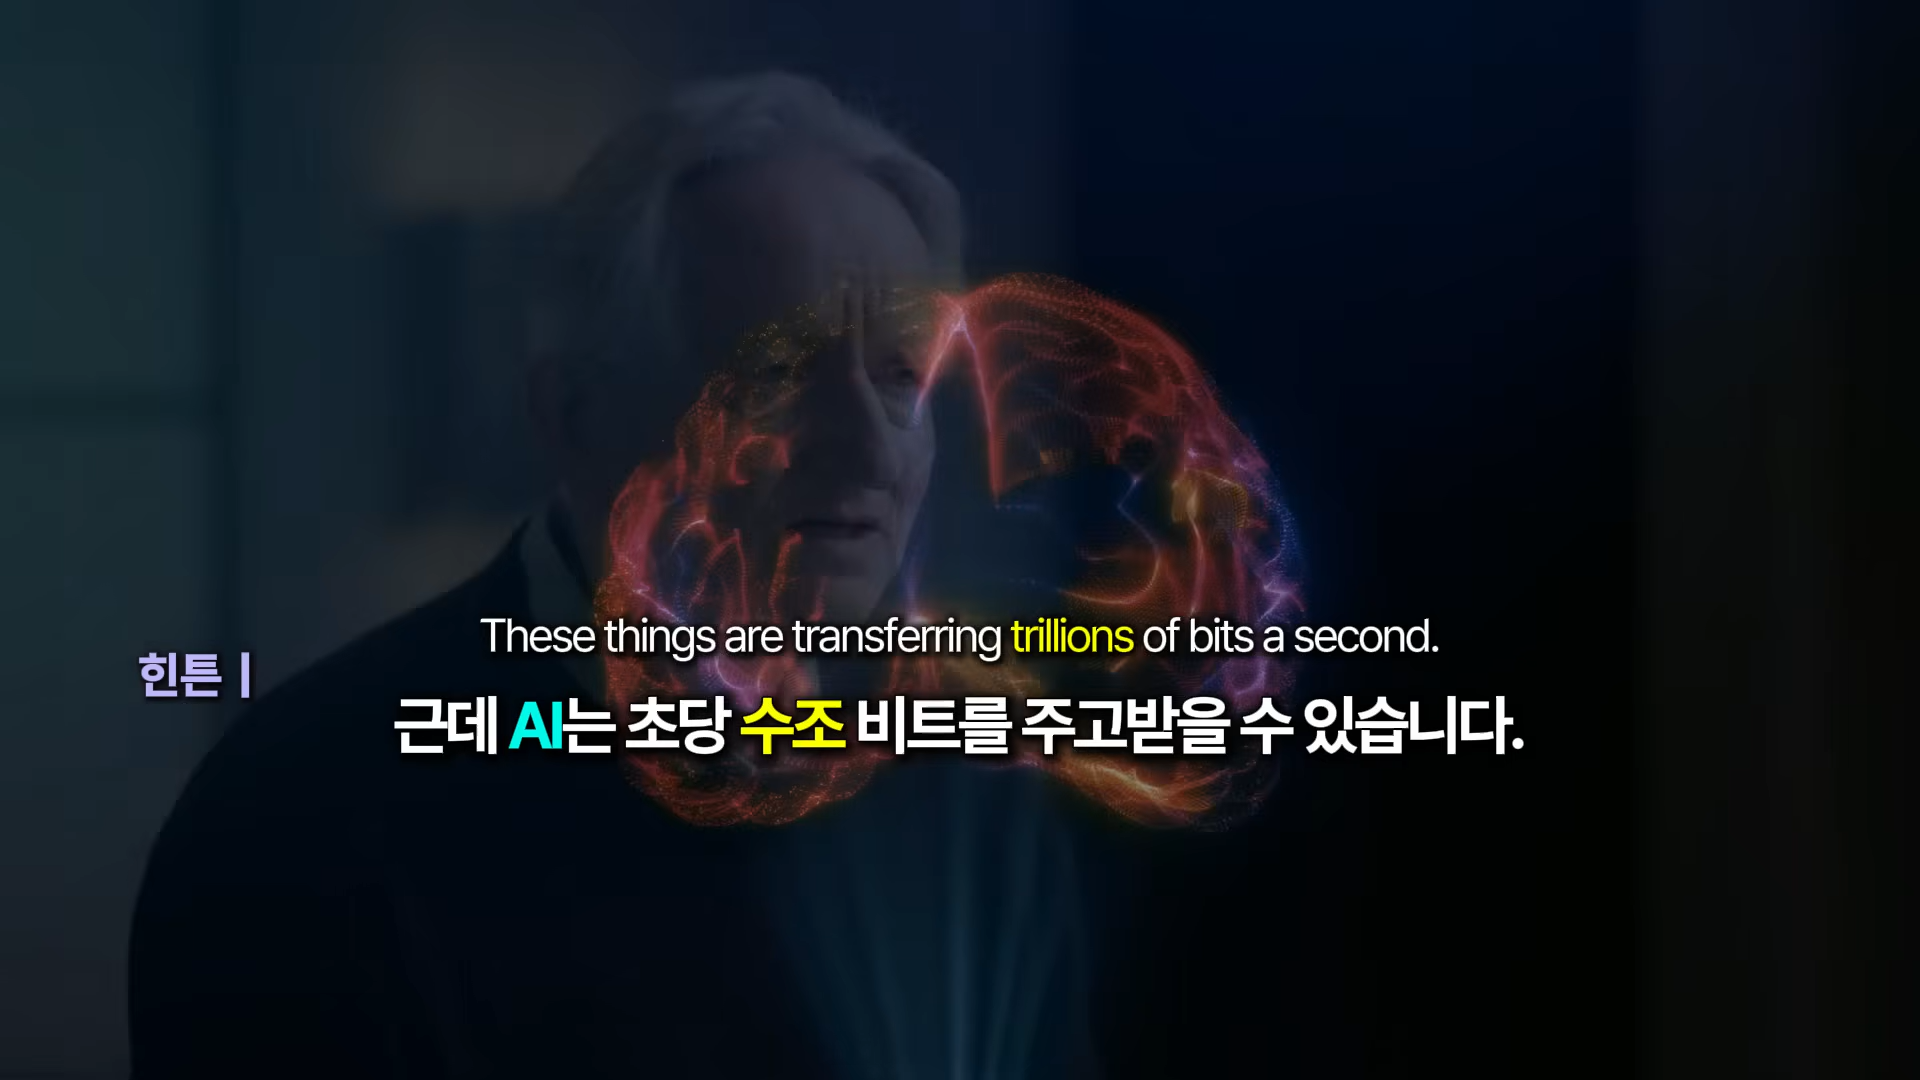 These things are transferring trillions of bits a second.
힌튼 |
근데 AI는 초당 수조 비트를 주고받을 수 있습니다.